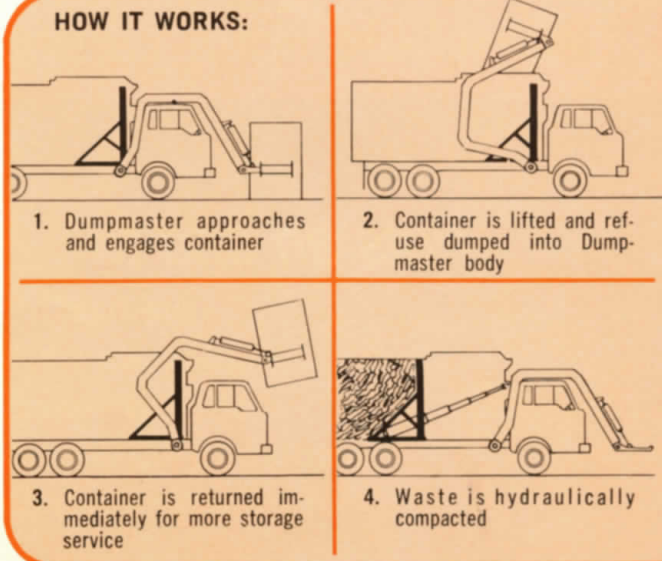 HOW IT WORKS:
1. Dumpmaster approaches
and engages container
2. Container is lifted and ref-
use dumped into Dump-
master body
3. Container is returned im-
mediately for more storage
service
4. Waste is hydraulically
compacted